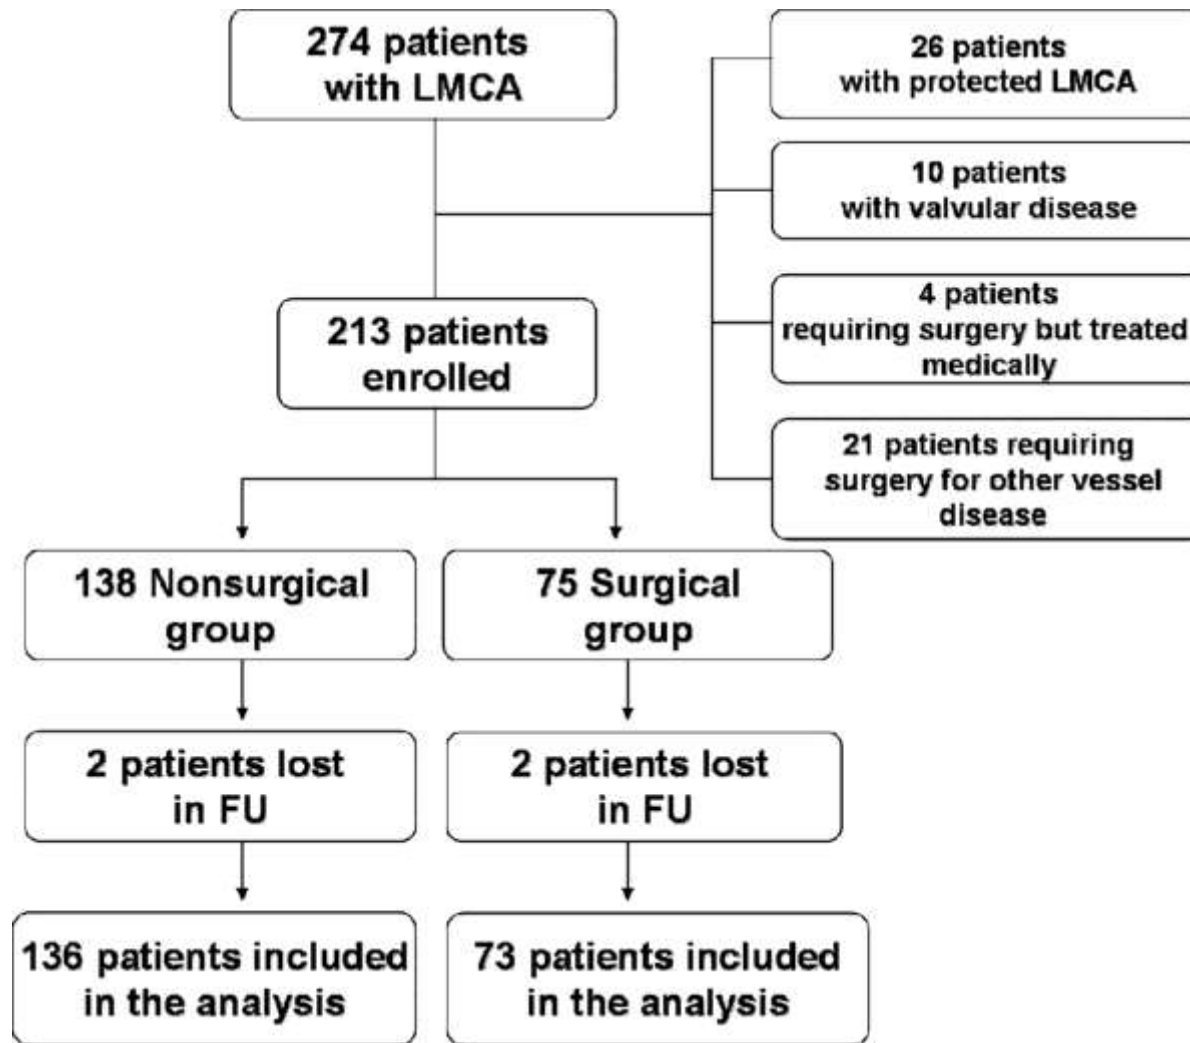 274 patients
with LMCA
26 patients
with protected LMCA
10 patients
with valvular disease
4 patients
requiring surgery but treated
medically
21 patients requiring
surgery for other vessel
disease
213 patients
enrolled
138 Nonsurgical
group
75 Surgical
group
2 patients lost
in FU
2 patients lost
in FU
136 patients included
in the analysis
73 patients included
in the analysis